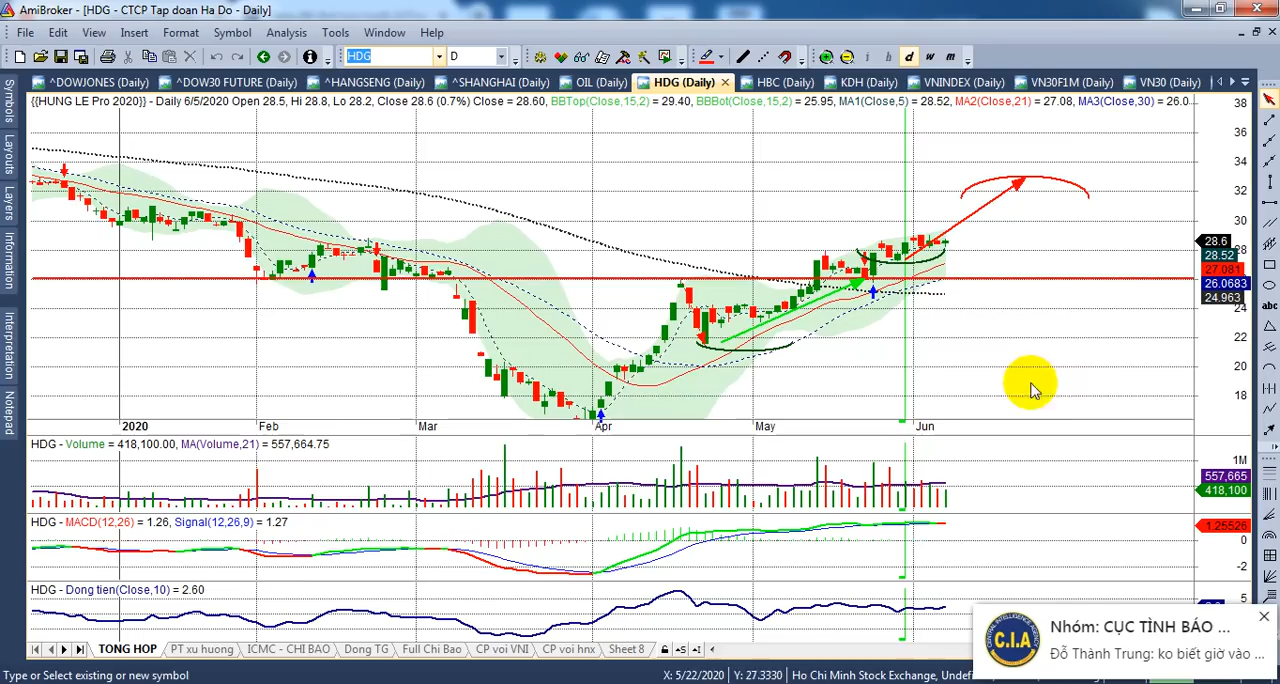 AmiBroker - [HDG - CTCP Tap doan Ha Do - Daily]
File Edit View Insert Format Symbol Analysis Tools Window Help
HDG D i h d w m
^DOWJONES (Daily) ^DOW30 FUTURE (Daily) ^HANGSENG (Daily) ^SHANGHAI (Daily) OIL (Daily) HDG (Daily) HBC (Daily) KDH (Daily) VNINDEX (Daily) VN30F1M (Daily) VN30 (Daily)
{{HUNG LE Pro 2020}} - Daily 6/5/2020 Open 28.5, Hi 28.8, Lo 28.2, Close 28.6 (0.7%) Close = 28.60, BBTop(Close,15,2) = 29.40, BBBot(Close,15,2) = 25.95, MA1(Close,5) = 28.52, MA2(Close,21) = 27.08, MA3(Close,30) = 26.0
Symbols
Layouts
Layers
Information
Interpretation
Notepad
38
36
34
32
30
28.6
28
28.52
27.081
26.0683
24.963
24
22
20
18
abc
2020 Feb Mar Apr May Jun
HDG - Volume = 418,100.00, MA(Volume,21) = 557,664.75
1M
557,665
418,100
HDG - MACD(12,26) = 1.26, Signal(12,26,9) = 1.27
1.25526
0
-2
HDG - Dong tien(Close,10) = 2.60
5
Nhóm: CỤC TÌNH BÁO ...
Đỗ Thành Trung: ko biết giờ vào ...
C.I.A
TONG HOP PT xu huong ICMC - CHI BAO Dong TG Full Chi Bao CP voi VNI CP voi hnx Sheet 8
Type or Select existing or new symbol X: 5/22/2020 Y: 27.3330 Ho Chi Minh Stock Exchange, Undefine